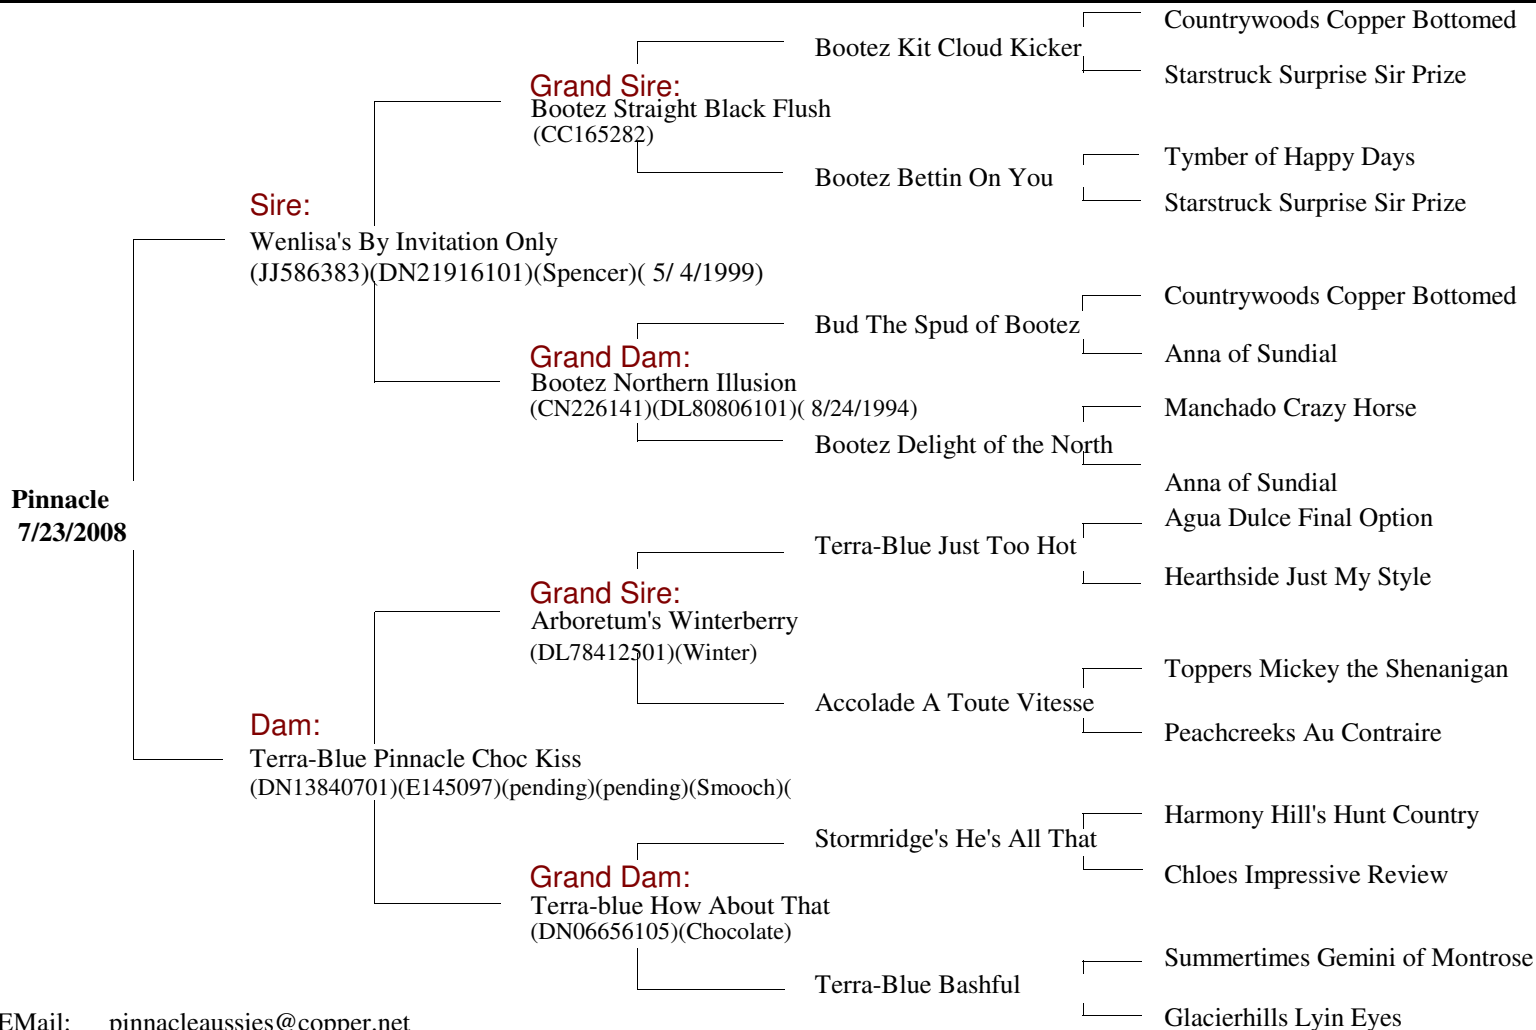 Countrywoods Copper Bottomed
Bootez Kit Cloud Kicker
Starstruck Surprise Sir Prize
Grand Sire:
Bootez Straight Black Flush
(CC165282)
Tymber of Happy Days
Bootez Bettin On You
Starstruck Surprise Sir Prize
Sire:
Wenlisa's By Invitation Only
(JJ586383)(DN21916101)(Spencer)( 5/ 4/1999)
Countrywoods Copper Bottomed
Bud The Spud of Bootez
Anna of Sundial
Grand Dam:
Bootez Northern Illusion
(CN226141)(DL80806101)( 8/24/1994)
Manchado Crazy Horse
Bootez Delight of the North
Anna of Sundial
Pinnacle
7/23/2008
Agua Dulce Final Option
Terra-Blue Just Too Hot
Hearthside Just My Style
Grand Sire:
Arboretum's Winterberry
(DL78412501)(Winter)
Toppers Mickey the Shenanigan
Accolade A Toute Vitesse
Peachcreeks Au Contraire
Dam:
Terra-Blue Pinnacle Choc Kiss
(DN13840701)(E145097)(pending)(pending)(Smooch)(
Harmony Hill's Hunt Country
Stormridge's He's All That
Chloes Impressive Review
Grand Dam:
Terra-blue How About That
(DN06656105)(Chocolate)
Summertimes Gemini of Montrose
Terra-Blue Bashful
Glacierhills Lyin Eyes
EMail: pinnacleaussies@copper.net